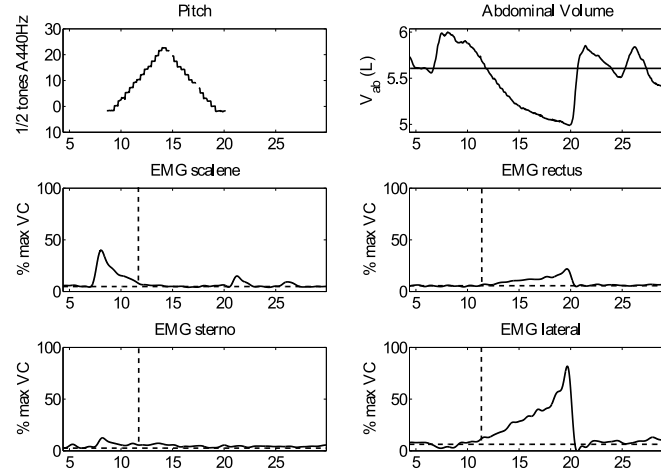 Pitch
1/2 tones A440Hz
30
20
10
0
10
5 10 15 20 25
Abdominal Volume
V_ab (L)
6
5.5
5
5 10 15 20 25
EMG scalene
% max VC
100
50
0
5 10 15 20 25
EMG rectus
% max VC
100
50
0
5 10 15 20 25
EMG sterno
% max VC
100
50
0
5 10 15 20 25
EMG lateral
% max VC
100
50
0
5 10 15 20 25